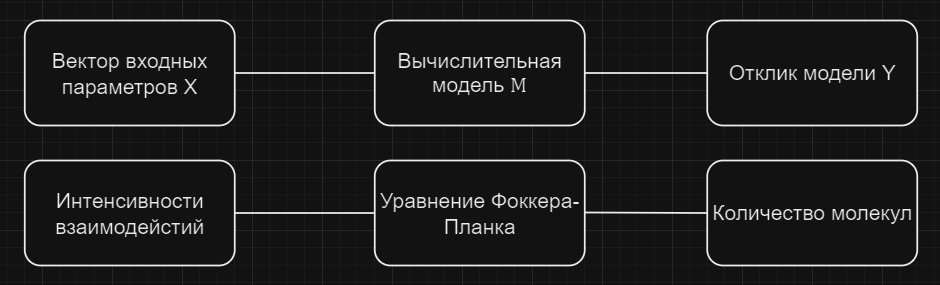 Вектор входных
параметров X
Вычислительная
модель M
Отклик модели Y
Интенсивности
взаимодейстий
Уравнение Фоккера-
Планка
Количество молекул